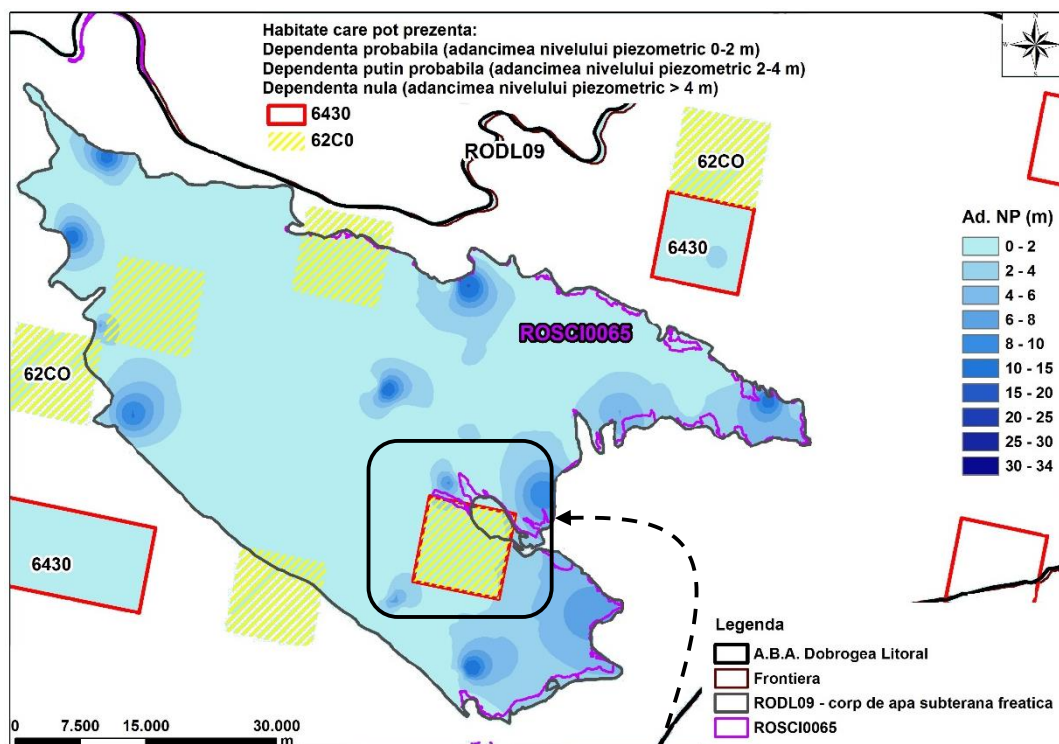 Habitate care pot prezenta:
Dependenta probabila (adancimea nivelului piezometric 0-2 m)
Dependenta putin probabila (adancimea nivelului piezometric 2-4 m)
Dependenta nula (adancimea nivelului piezometric > 4 m)
6430
62C0
RODL09
62CO
6430
Ad. NP (m)
0 - 2
2 - 4
4 - 6
6 - 8
8 - 10
10 - 15
15 - 20
20 - 25
25 - 30
30 - 34
ROSCI0065
62CO
6430
Legenda
A.B.A. Dobrogea Litoral
Frontiera
RODL09 - corp de apa subterana freatica
ROSCI0065
0 7.500 15.000 30.000
m